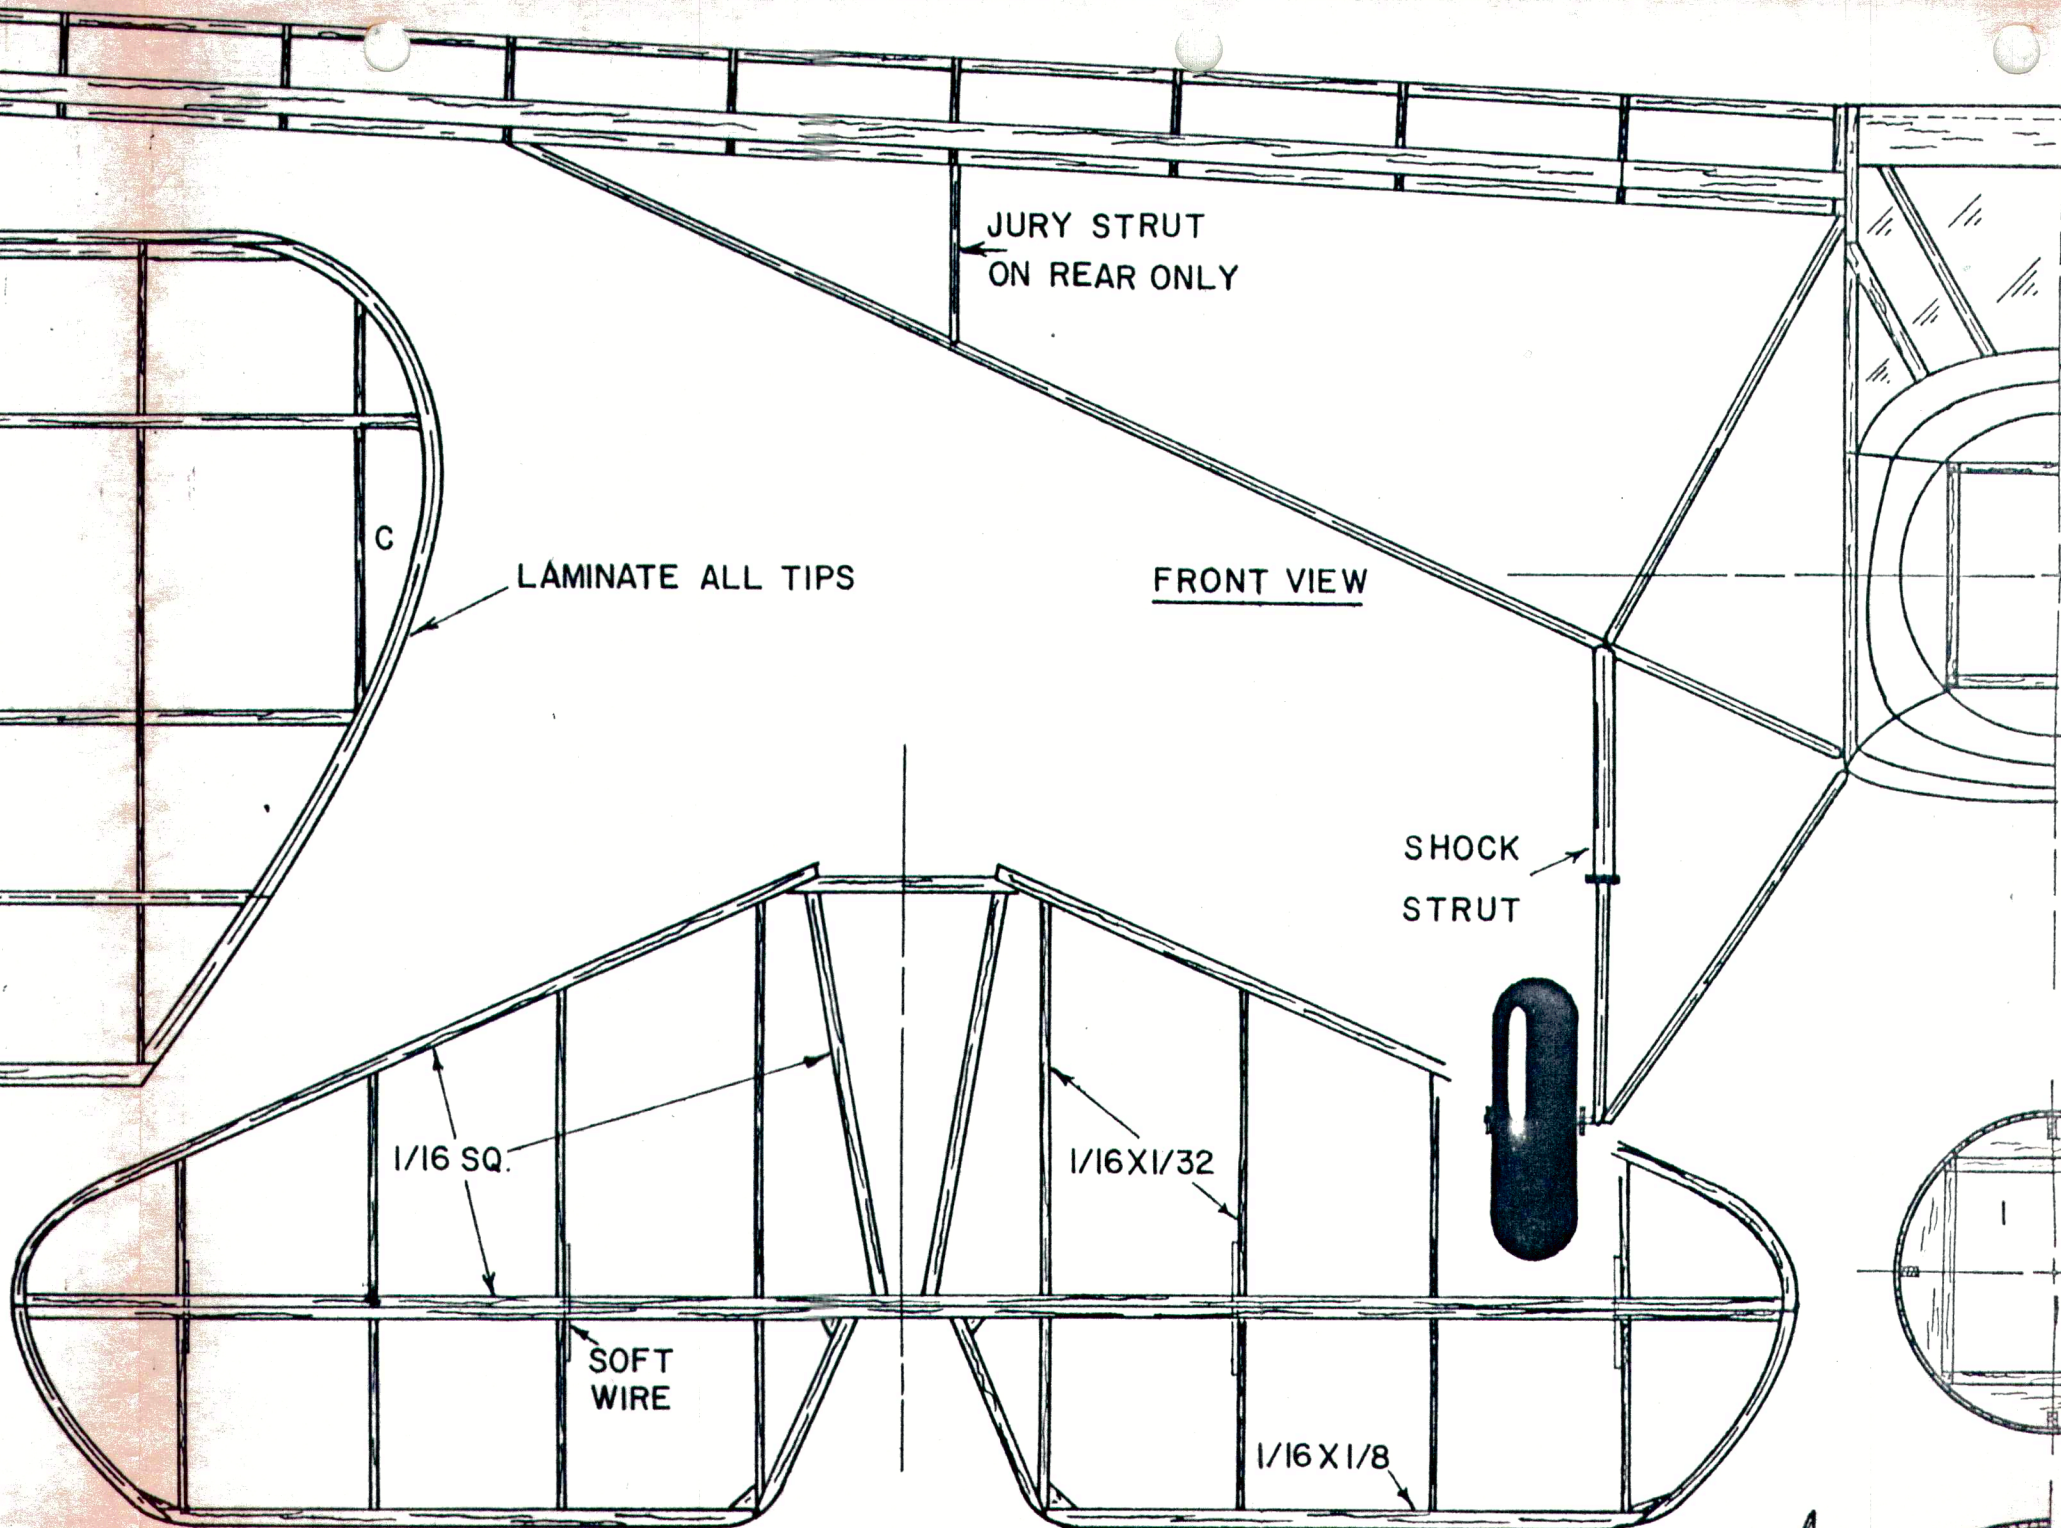 JURY STRUT
ON REAR ONLY
C
LAMINATE ALL TIPS
FRONT VIEW
SHOCK
STRUT
1/16 SQ.
1/16X1/32
1
SOFT
WIRE
1/16X1/8